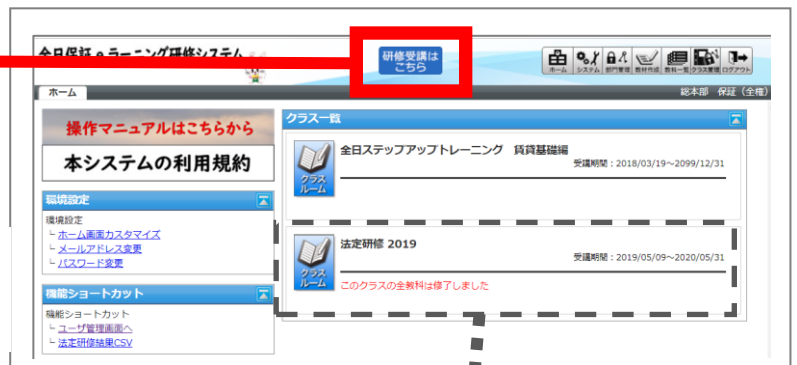 全日保証 e ラーニング研修システム
研修受講は
こちら
ホーム
システム
部門管理
教材作成
教科一覧
クラス管理
ログアウト
ホーム
総本部 保証（全権）
操作マニュアルはこちらから
本システムの利用規約
環境設定
環境設定
└ ホーム画面カスタマイズ
└ メールアドレス変更
└ パスワード変更
機能ショートカット
機能ショートカット
└ ユーザ管理画面へ
└ 法定研修結果CSV
クラス一覧
クラス
ルーム
全日ステップアップトレーニング 賃貸基礎編
受講期間：2018/03/19～2099/12/31
クラス
ルーム
法定研修 2019
受講期間：2019/05/09～2020/05/31
このクラスの全教科は修了しました